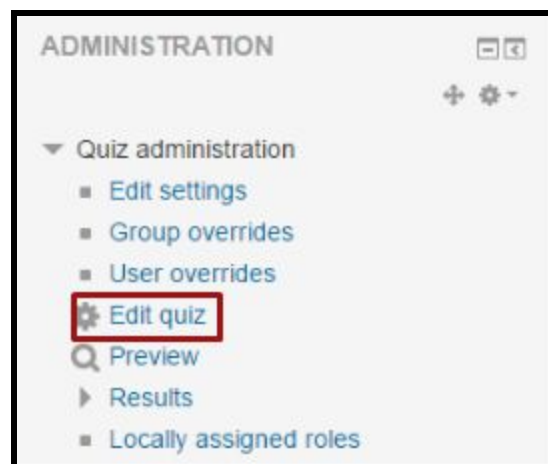 ADMINISTRATION
Quiz administration
Edit settings
Group overrides
User overrides
Edit quiz
Preview
Results
Locally assigned roles